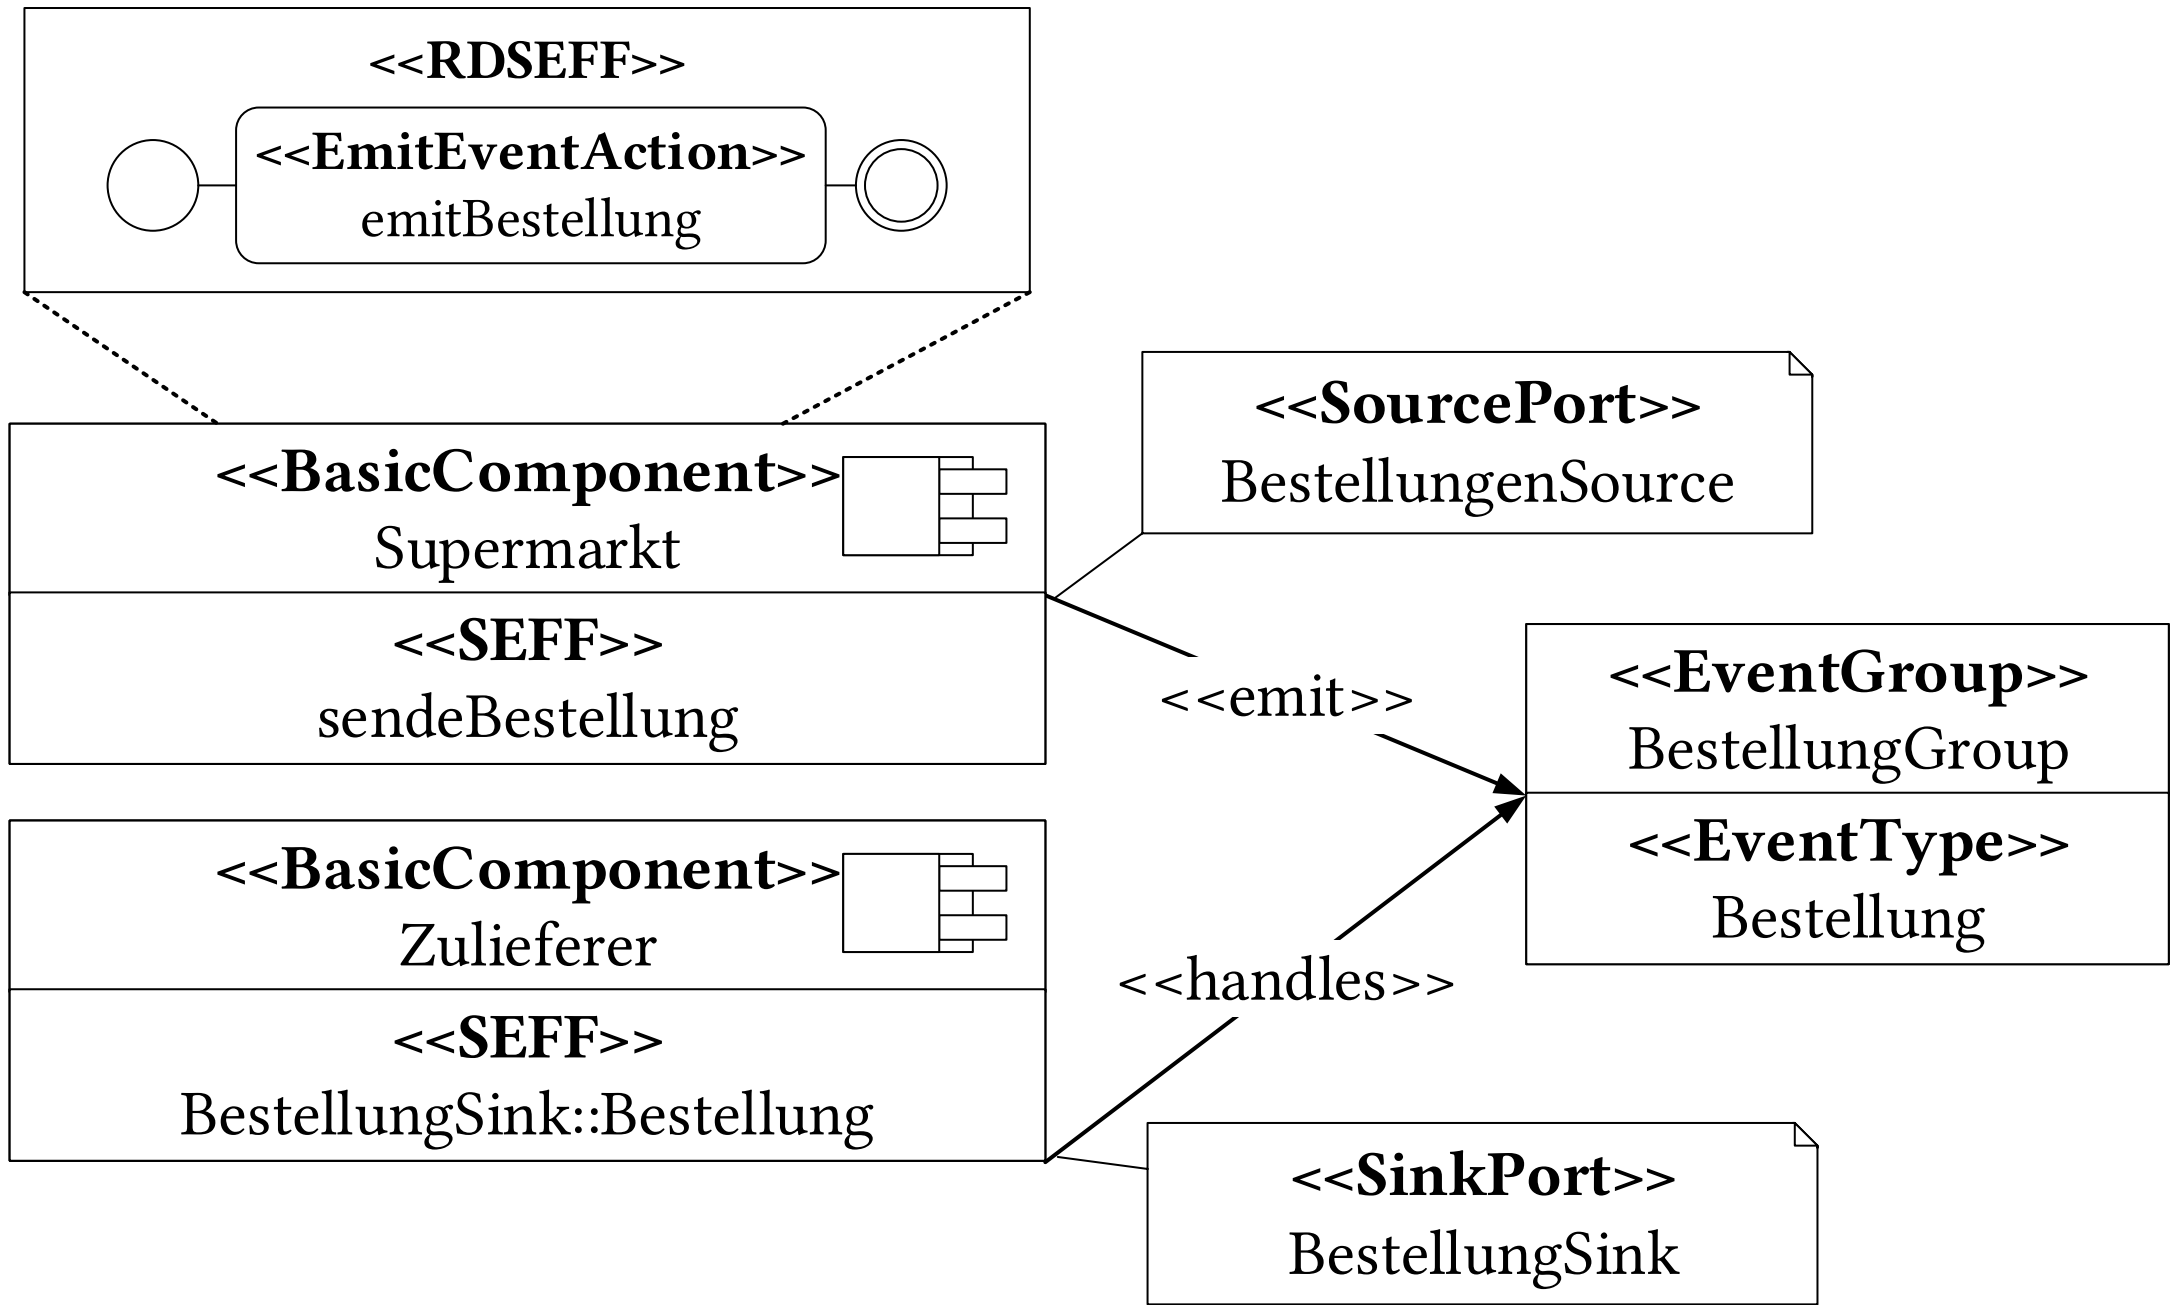 <<RDSEFF>>
<<EmitEventAction>>
emitBestellung
<<SourcePort>>
BestellungenSource
<<BasicComponent>>
Supermarkt
<<SEFF>>
sendeBestellung
<<emit>>
<<EventGroup>>
BestellungGroup
<<EventType>>
Bestellung
<<BasicComponent>>
Zulieferer
<<SEFF>>
BestellungSink::Bestellung
<<handles>>
<<SinkPort>>
BestellungSink